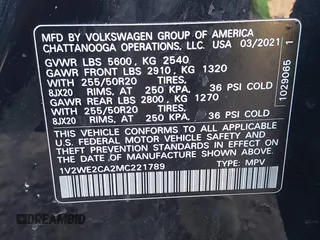 MFD BY VOLKSWAGEN GROUP OF AMERICA
CHATTANOOGA OPERATIONS, LLC. USA 03/2021
GVWR LBS 5600, KG 2540
GAWR FRONT LBS 2910, KG 1320
255/50R20 TIRES,
8JX20 RIMS, AT 250 KPA, 36 PSI COLD
GAWR REAR LBS 2800, KG 1270
255/50R20 TIRES,
8JX20 RIMS, AT 250 KPA, 36 PSI COLD
THIS VEHICLE CONFORMS TO ALL APPLICABLE
U.S. FEDERAL MOTOR VEHICLE SAFETY AND
THEFT PREVENTION STANDARDS IN EFFECT ON
THE DATE OF MANUFACTURE SHOWN ABOVE.
1V2WE2CA2MC221789 TYPE: MPV
1029065 1
DREAMBID